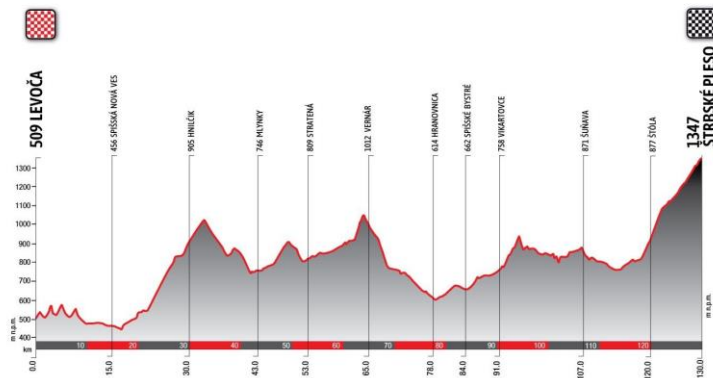 509 LEVOČA
456 SPIŠSKÁ NOVÁ VES
905 HNILČÍK
746 MLYNKY
809 STRATENÁ
1012 VERNÁR
614 HRANOVNICA
662 SPIŠSKÉ BYSTRÉ
758 VIKARTOVCE
871 ŠUŇAVA
877 ŠTÔLA
1347
ŠTRBSKÉ PLESO
1300
1200
1100
1000
900
800
700
600
500
400
m n.p.m.
m n.p.m.
km
10 20 30 40 50 60 70 80 90 100 110 120
0.0 15.0 30.0 43.0 53.0 65.0 78.0 84.0 91.0 107.0 120.0 130.0